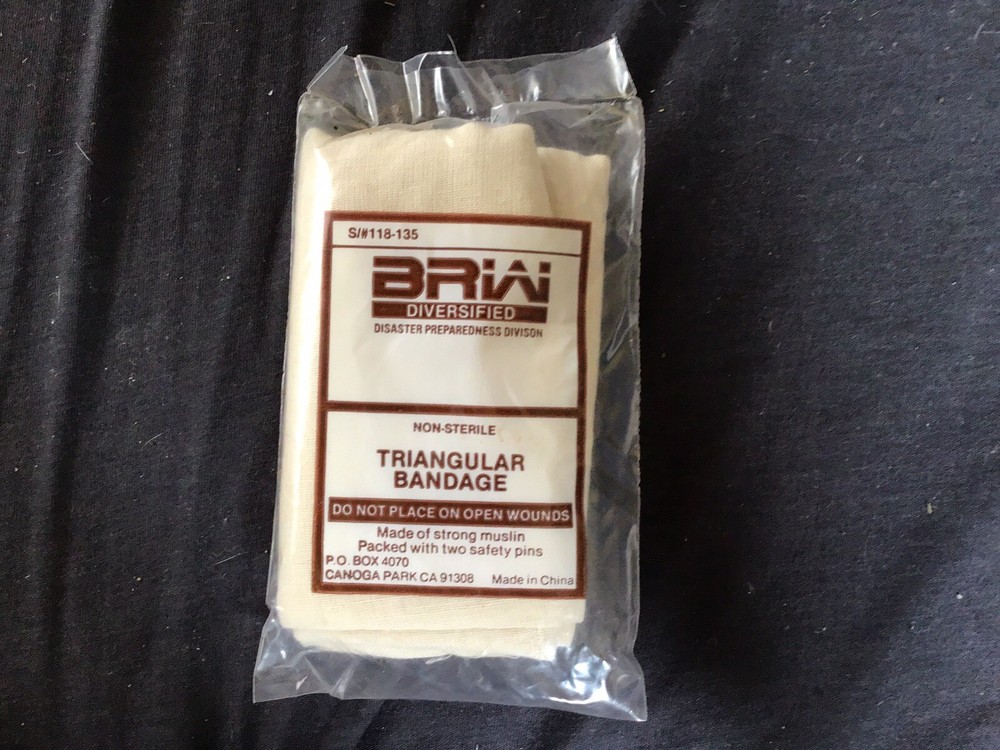 S/#118-135
BRW
DIVERSIFIED
DISASTER PREPAREDNESS DIVISON
NON-STERILE
TRIANGULAR
BANDAGE
DO NOT PLACE ON OPEN WOUNDS
Made of strong muslin
Packed with two safety pins
P.O. BOX 4070
CANOGA PARK CA 91308 Made in China